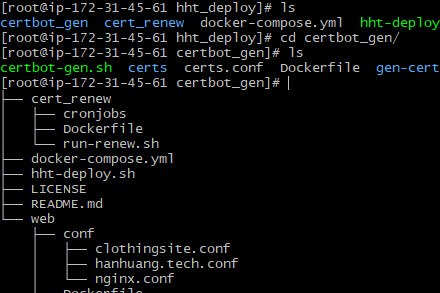 [root@ip-172-31-45-61 hht_deploy]# ls
certbot_gen cert_renew docker-compose.yml hht-deploy
[root@ip-172-31-45-61 hht_deploy]# cd certbot_gen/
[root@ip-172-31-45-61 certbot_gen]# ls
certbot-gen.sh certs certs.conf Dockerfile gen-cert
[root@ip-172-31-45-61 certbot_gen]#
├── cert_renew
│   ├── cronjobs
│   ├── Dockerfile
│   └── run-renew.sh
├── docker-compose.yml
├── hht-deploy.sh
├── LICENSE
├── README.md
└── web
    ├── conf
    │   ├── clothingsite.conf
    │   ├── hanhuang.tech.conf
    │   └── nginx.conf
    ├── Dockerfile